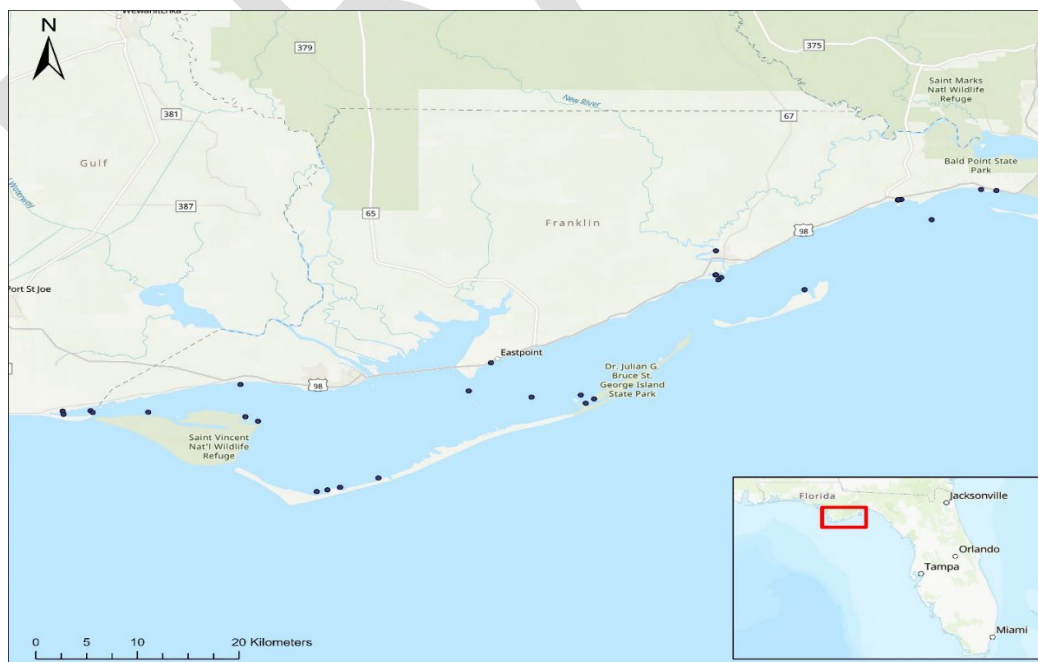 Wewahitchka
N
379
375
Saint Marks
Natl Wildlife
Refuge
New River
381
67
Gulf
Bald Point State
Park
Waterway
387
65
Franklin
98
Port St Joe
Eastpoint
Dr. Julian G.
Bruce St.
George Island
State Park
98
Saint Vincent
Nat'l Wildlife
Refuge
Florida
Jacksonville
Orlando
Tampa
Miami
0 5 10 20 Kilometers